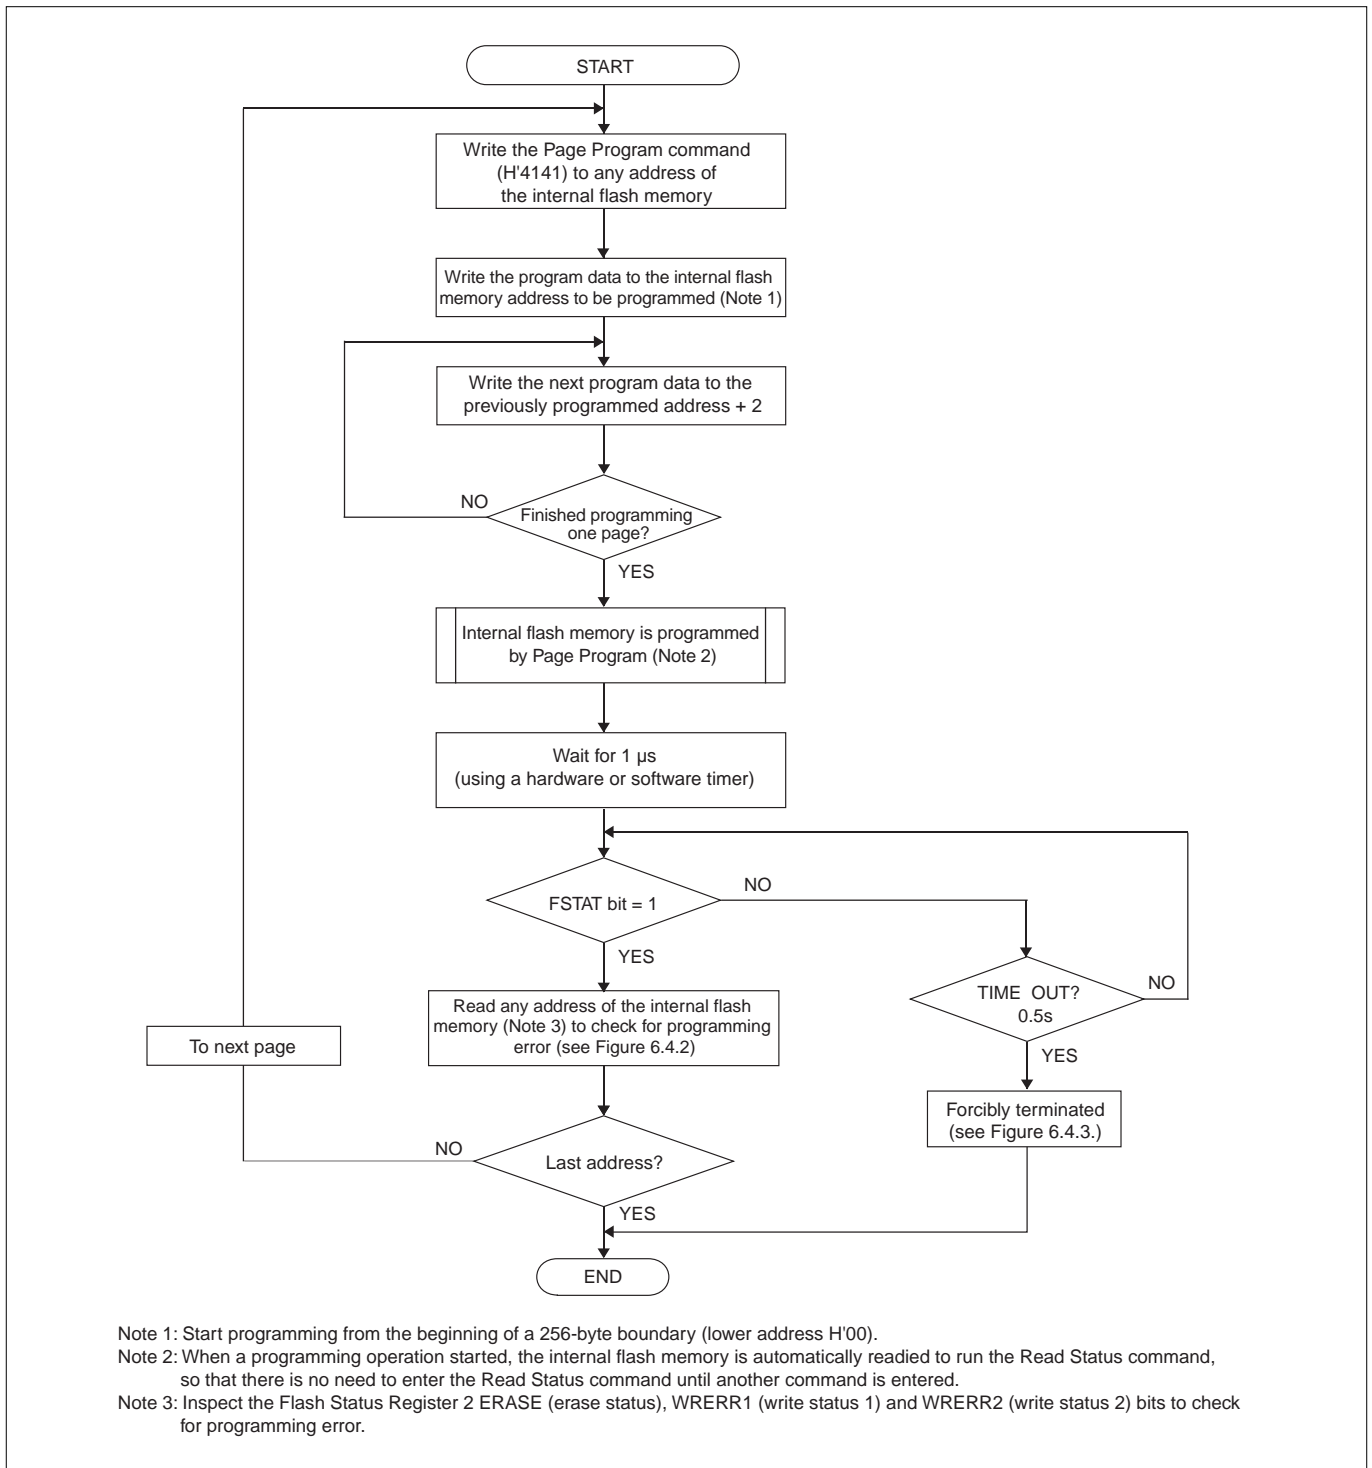 START
Write the Page Program command
(H'4141) to any address of
the internal flash memory
Write the program data to the internal flash
memory address to be programmed (Note 1)
Write the next program data to the
previously programmed address + 2
NO
Finished programming
one page?
YES
Internal flash memory is programmed
by Page Program (Note 2)
Wait for 1 µs
(using a hardware or software timer)
NO
FSTAT bit = 1
YES
NO
TIME OUT?
0.5s
Read any address of the internal flash
memory (Note 3) to check for programming
error (see Figure 6.4.2)
To next page
YES
Forcibly terminated
(see Figure 6.4.3.)
NO
Last address?
YES
END
Note 1: Start programming from the beginning of a 256-byte boundary (lower address H'00).
Note 2: When a programming operation started, the internal flash memory is automatically readied to run the Read Status command,
so that there is no need to enter the Read Status command until another command is entered.
Note 3: Inspect the Flash Status Register 2 ERASE (erase status), WRERR1 (write status 1) and WRERR2 (write status 2) bits to check
for programming error.